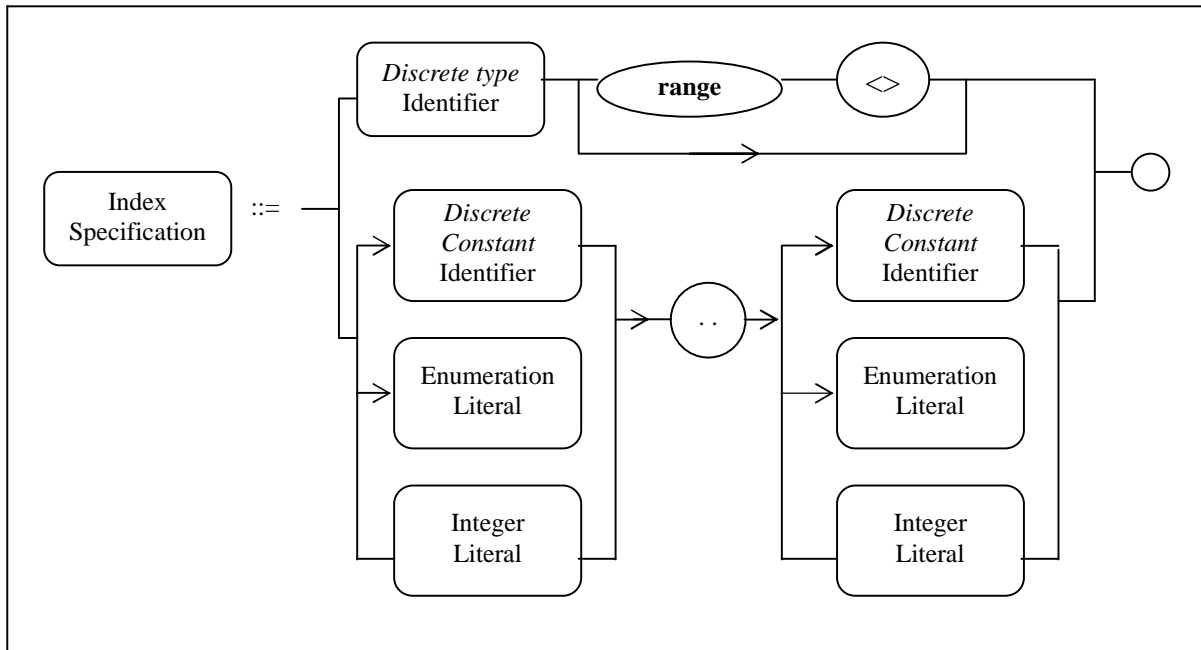 Discrete type
Identifier
range
<>
Index
Specification
::=
Discrete
Constant
Identifier
. .
Discrete
Constant
Identifier
Enumeration
Literal
Enumeration
Literal
Integer
Literal
Integer
Literal